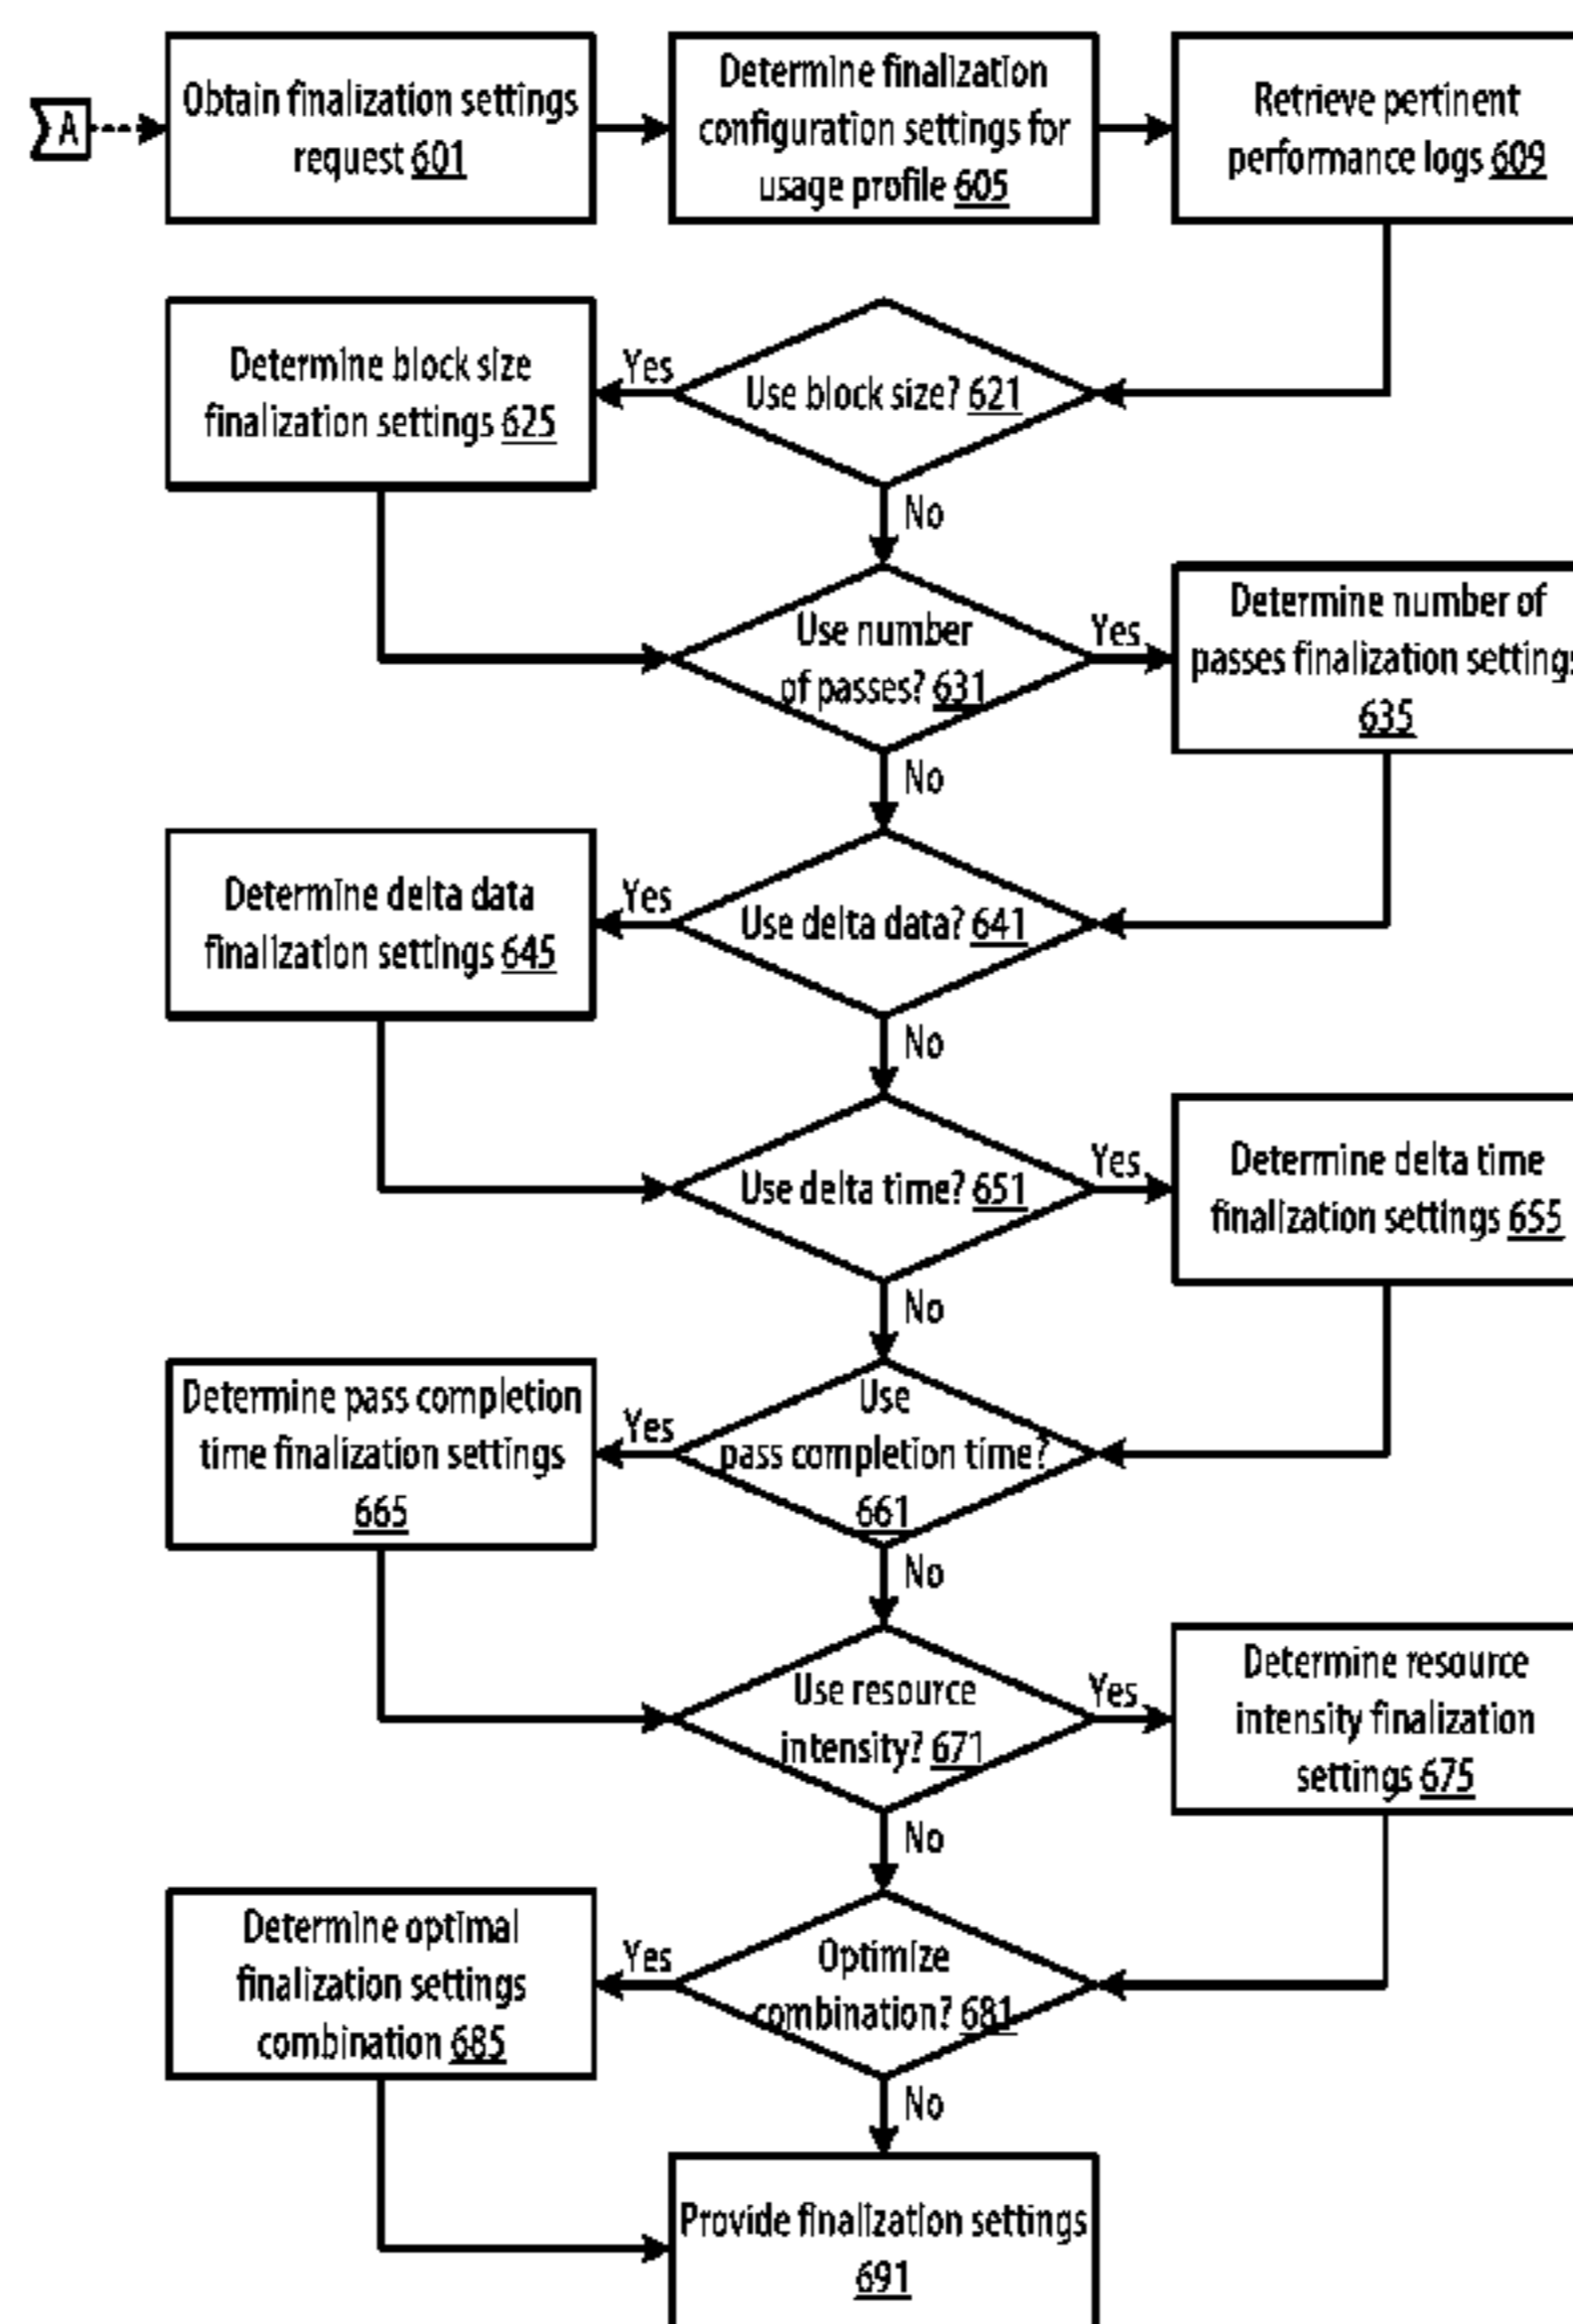 A
Obtain finalization settings
request 601
Determine finalization
configuration settings for
usage profile 605
Retrieve pertinent
performance logs 609
Determine block size
finalization settings 625
Yes
Use block size? 621
No
Use number
of passes? 631
Yes
Determine number of
passes finalization settings
635
No
Determine delta data
finalization settings 645
Yes
Use delta data? 641
No
Use delta time? 651
Yes
Determine delta time
finalization settings 655
No
Determine pass completion
time finalization settings
665
Yes
Use
pass completion time?
661
No
Use resource
intensity? 671
Yes
Determine resource
intensity finalization
settings 675
No
Determine optimal
finalization settings
combination 685
Yes
Optimize
combination? 681
No
Provide finalization settings
691